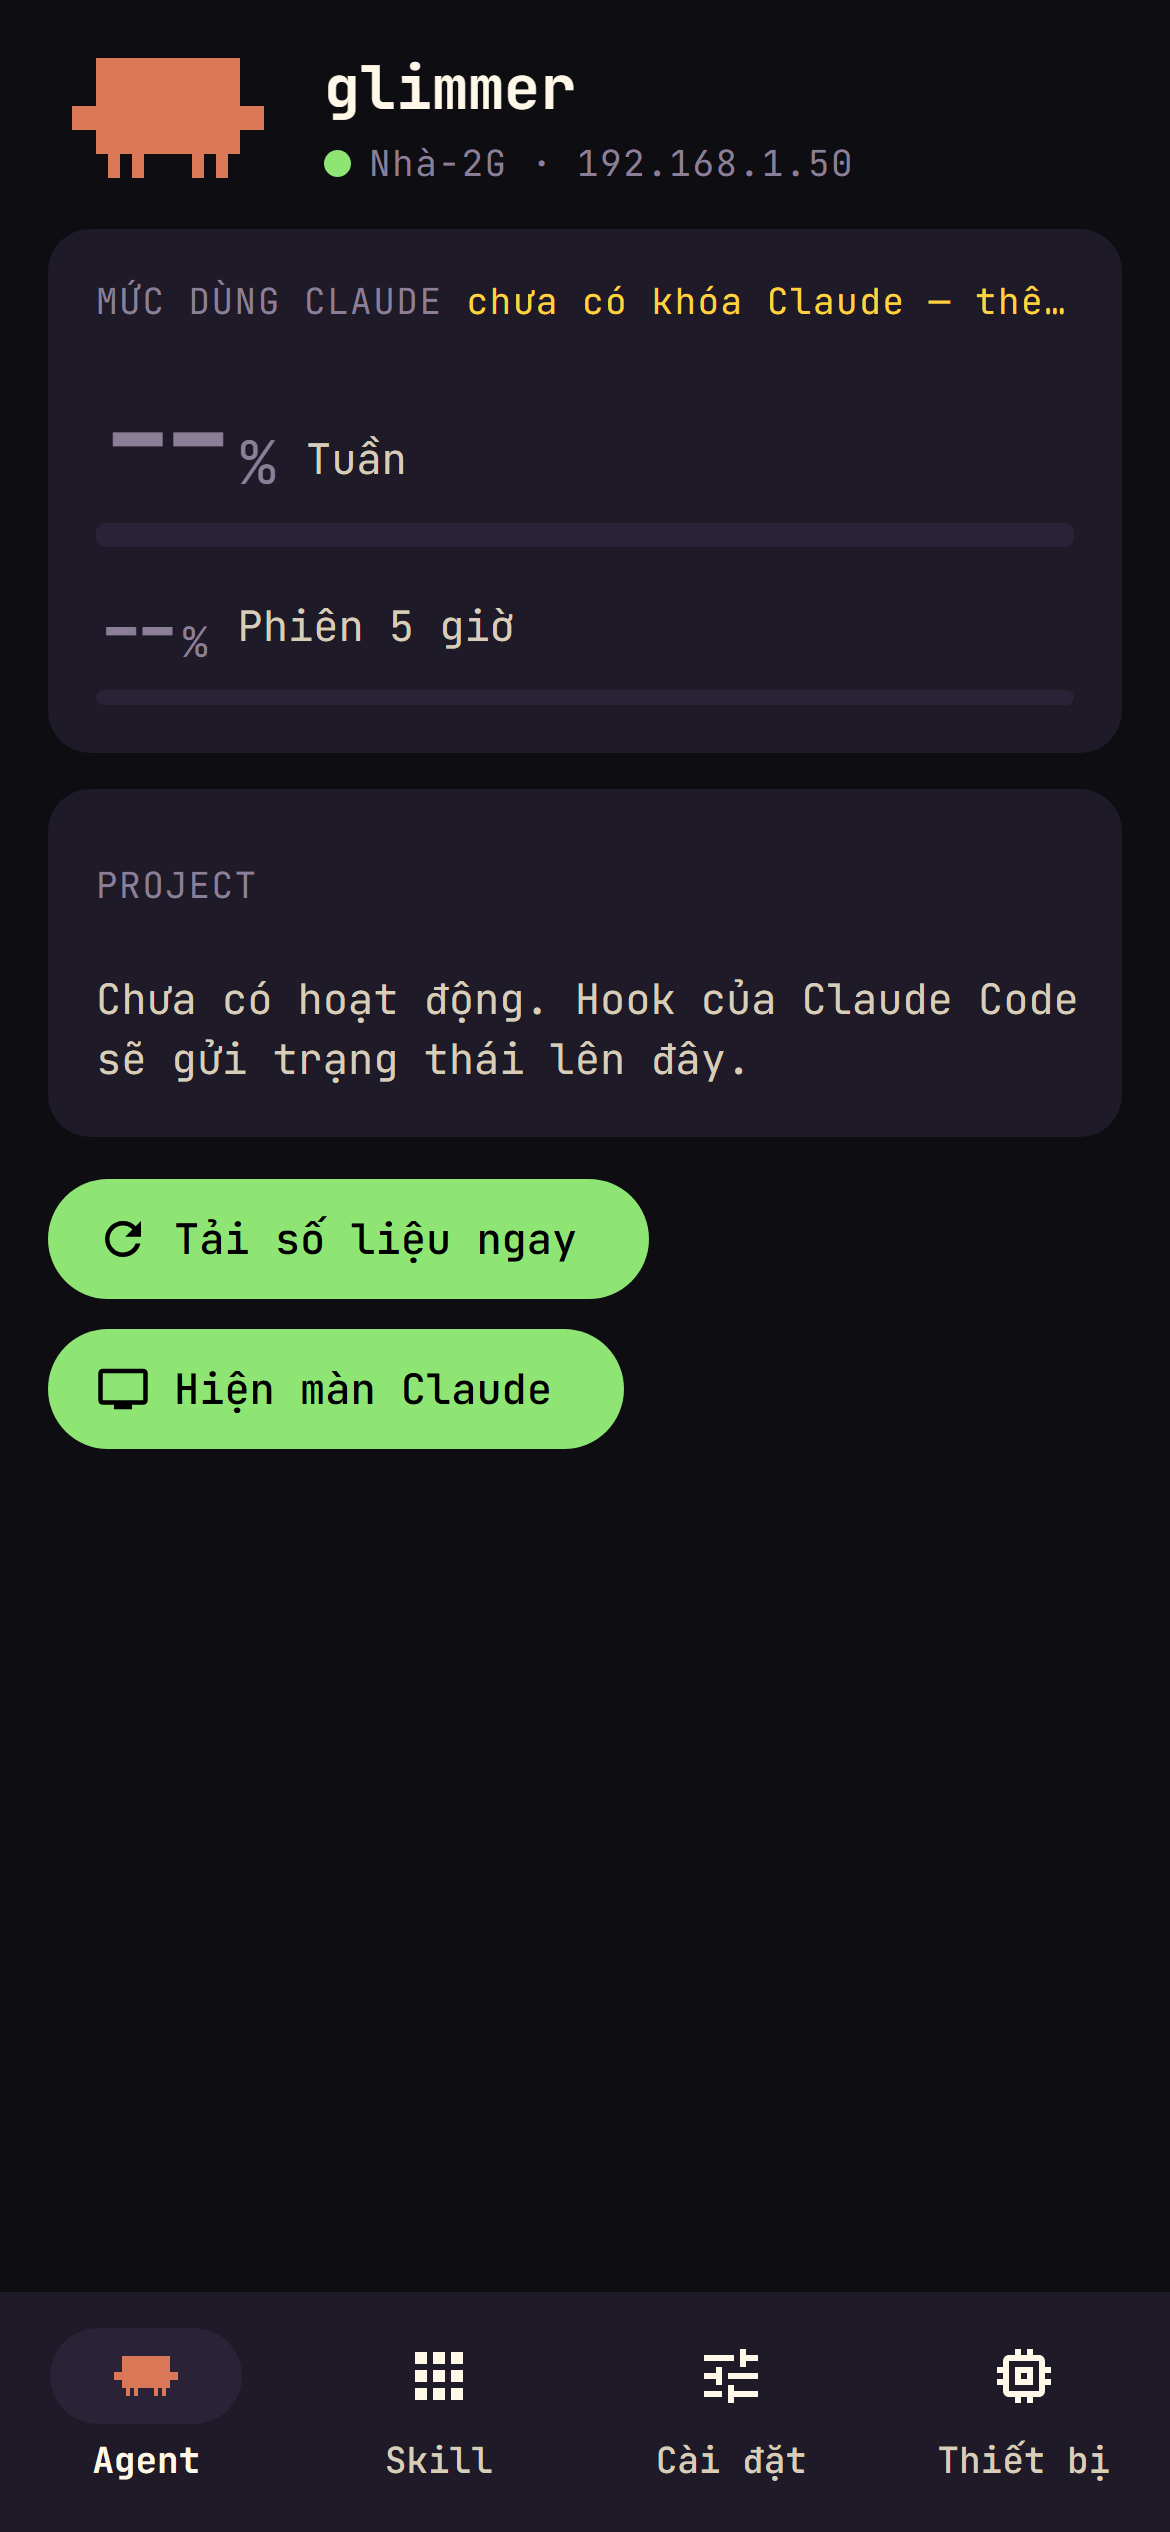 glimmer
Nhà-2G · 192.168.1.50
MỨC DÙNG CLAUDE chưa có khóa Claude — thê…
--% Tuần
--% Phiên 5 giờ
PROJECT
Chưa có hoạt động. Hook của Claude Code
sẽ gửi trạng thái lên đây.
Tải số liệu ngay
Hiện màn Claude
Agent Skill Cài đặt Thiết bị